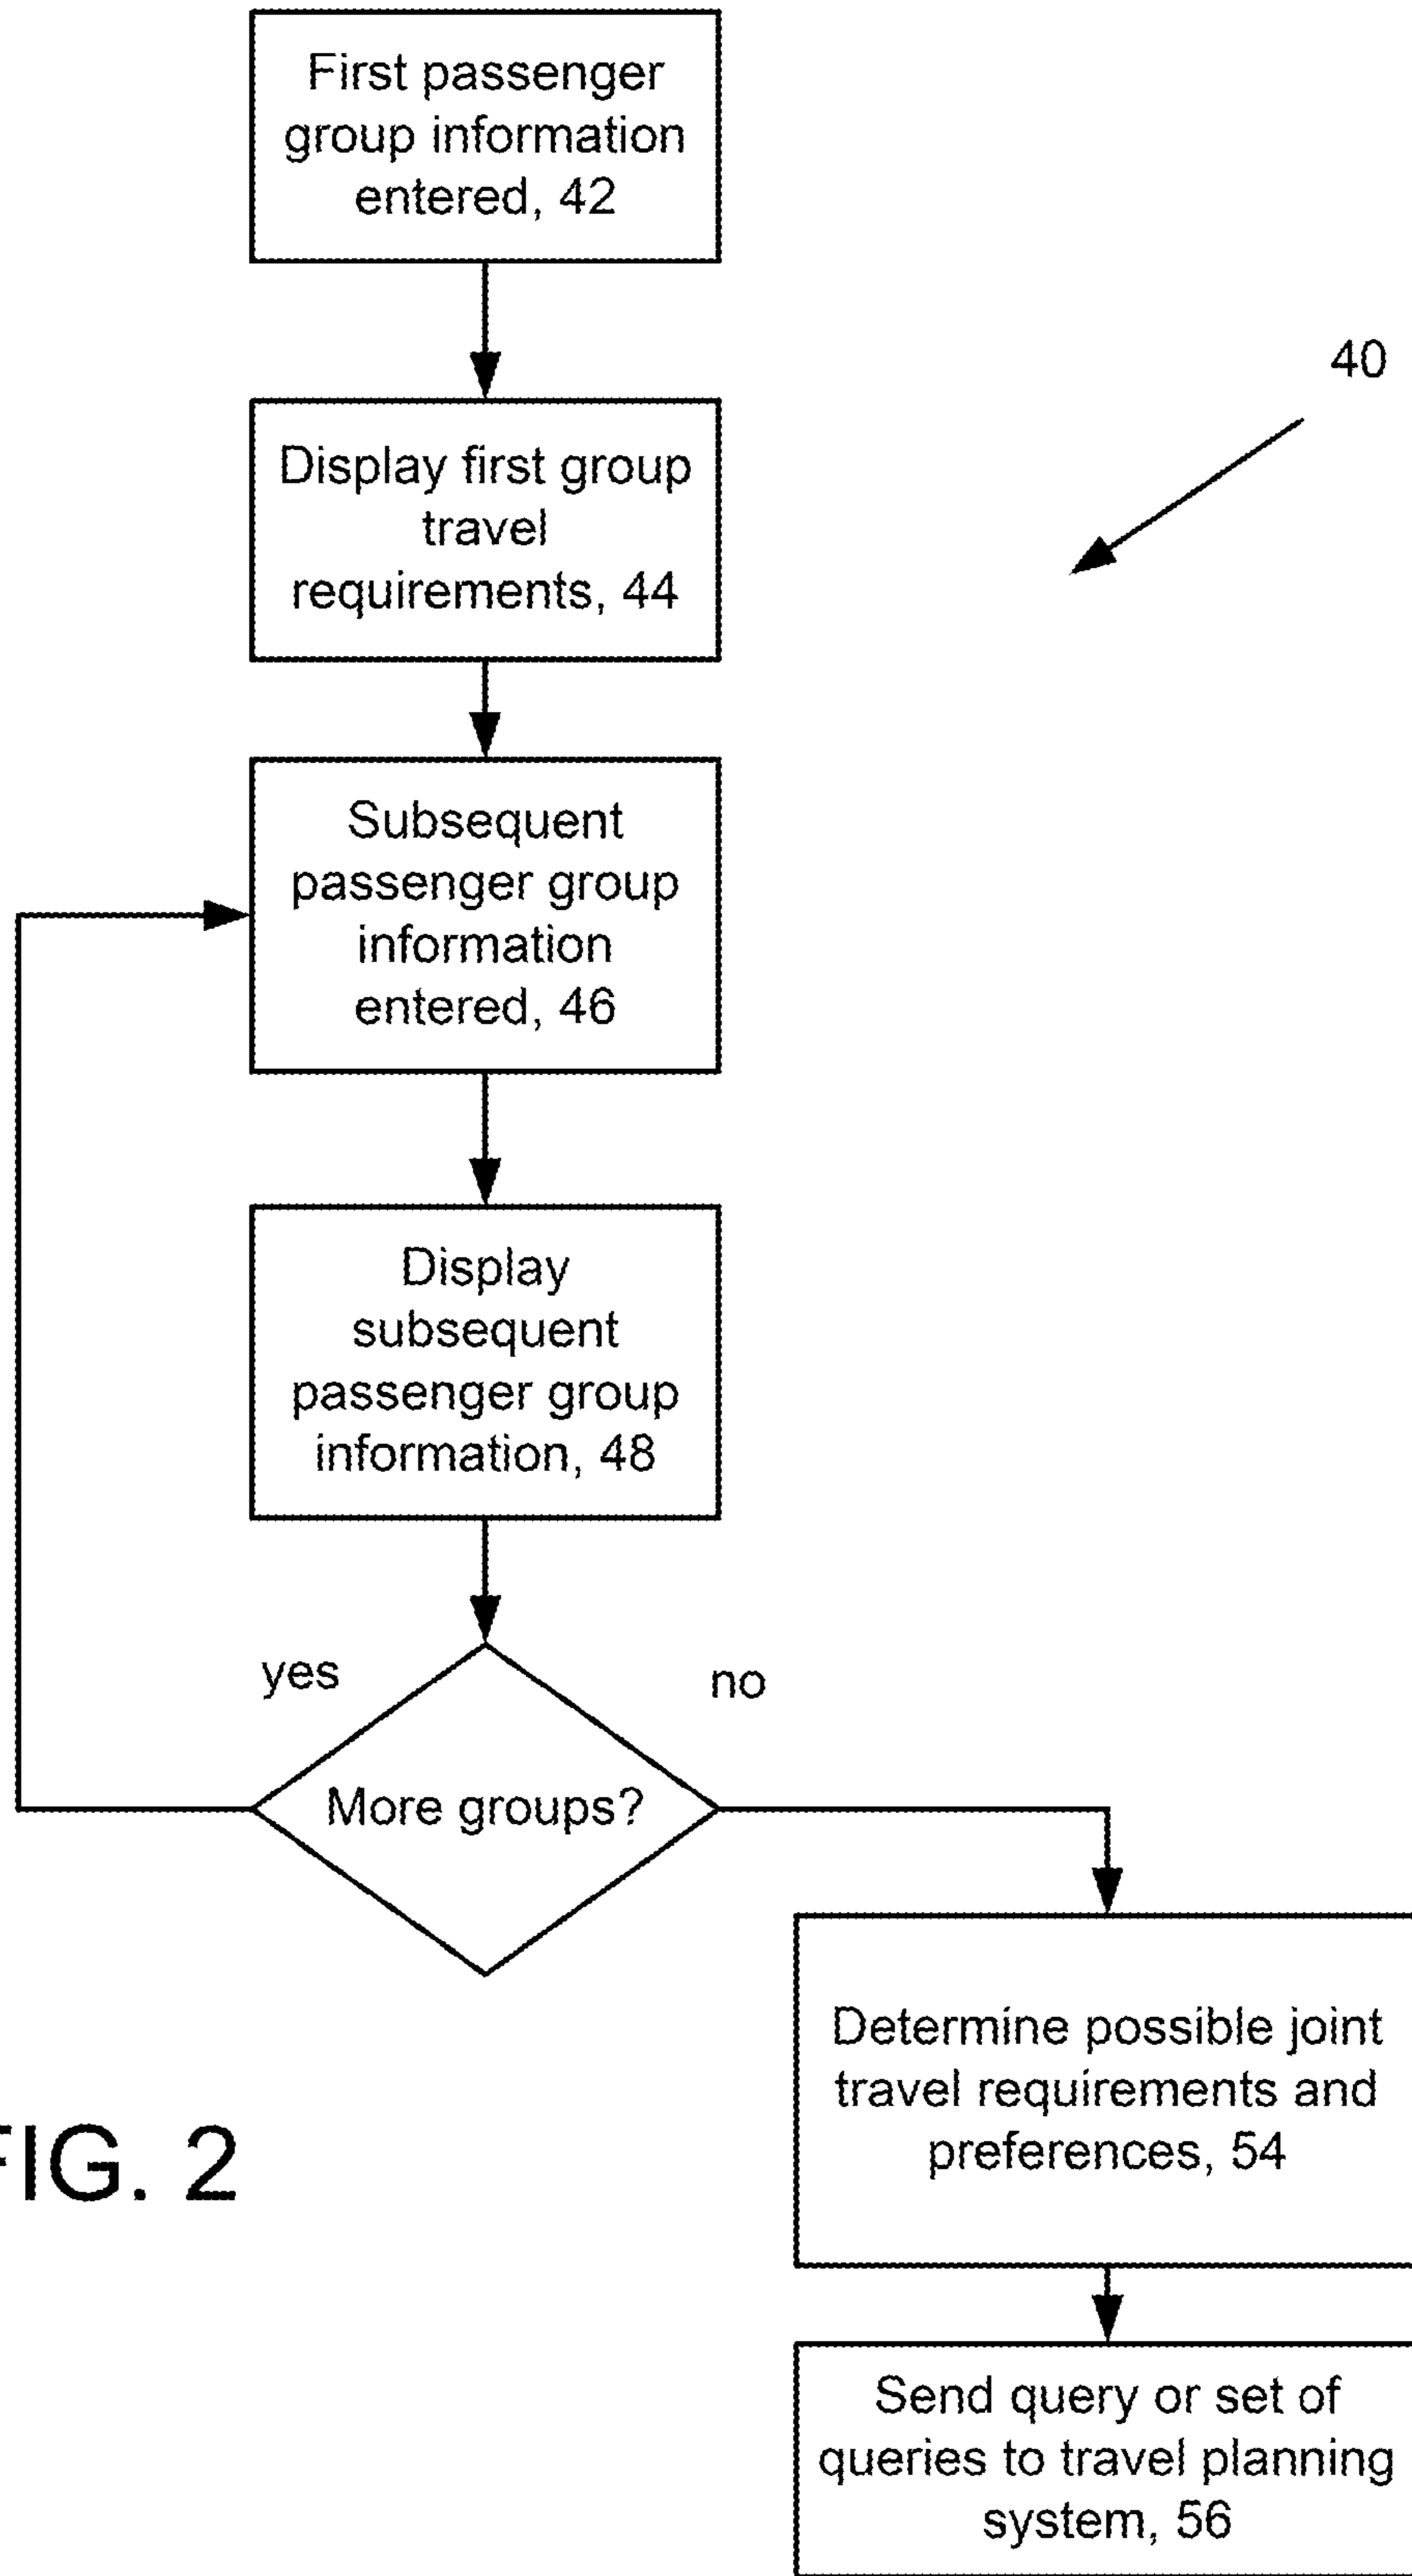 First passenger
group information
entered, 42
40
Display first group
travel
requirements, 44
Subsequent
passenger group
information
entered, 46
Display
subsequent
passenger group
information, 48
yes
no
More groups?
Determine possible joint
travel requirements and
preferences, 54
FIG. 2
Send query or set of
queries to travel planning
system, 56